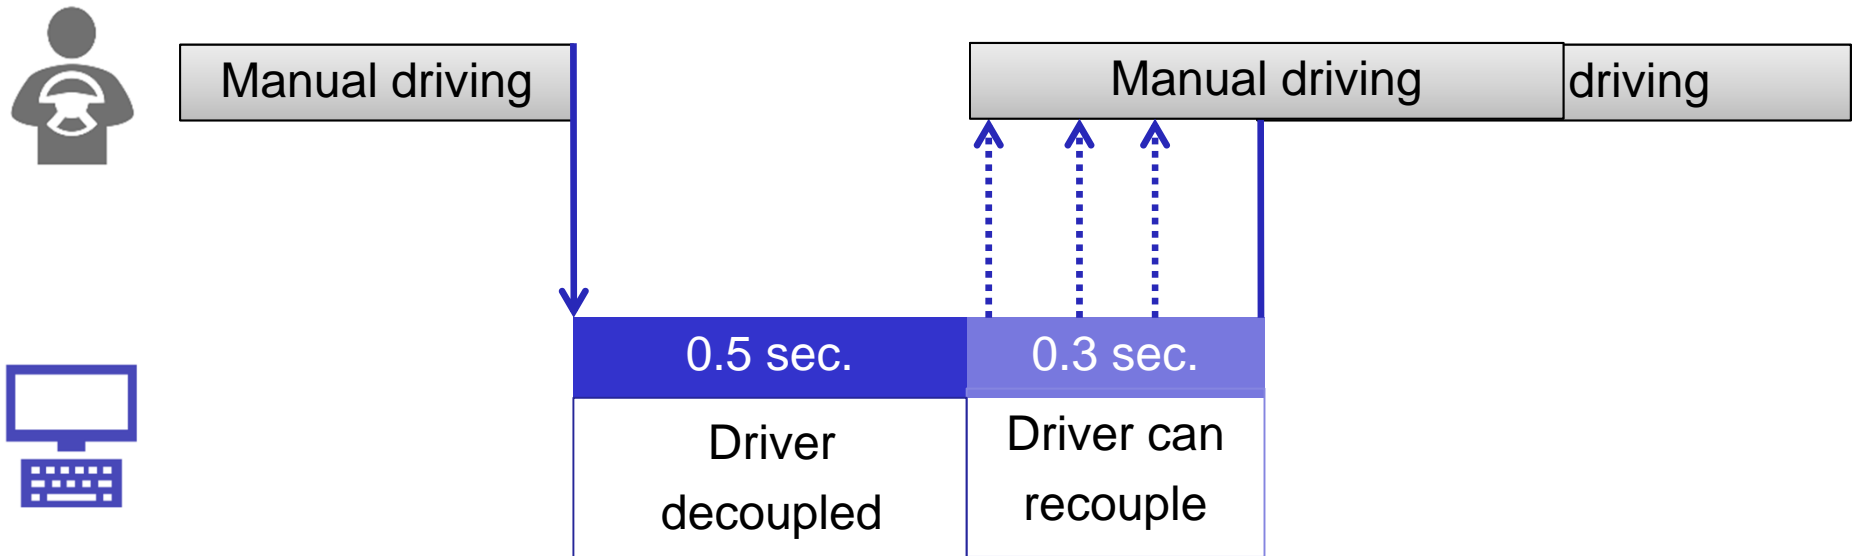 Manual driving
Manual driving
driving
0.5 sec.
0.3 sec.
Driver
decoupled
Driver can
recouple